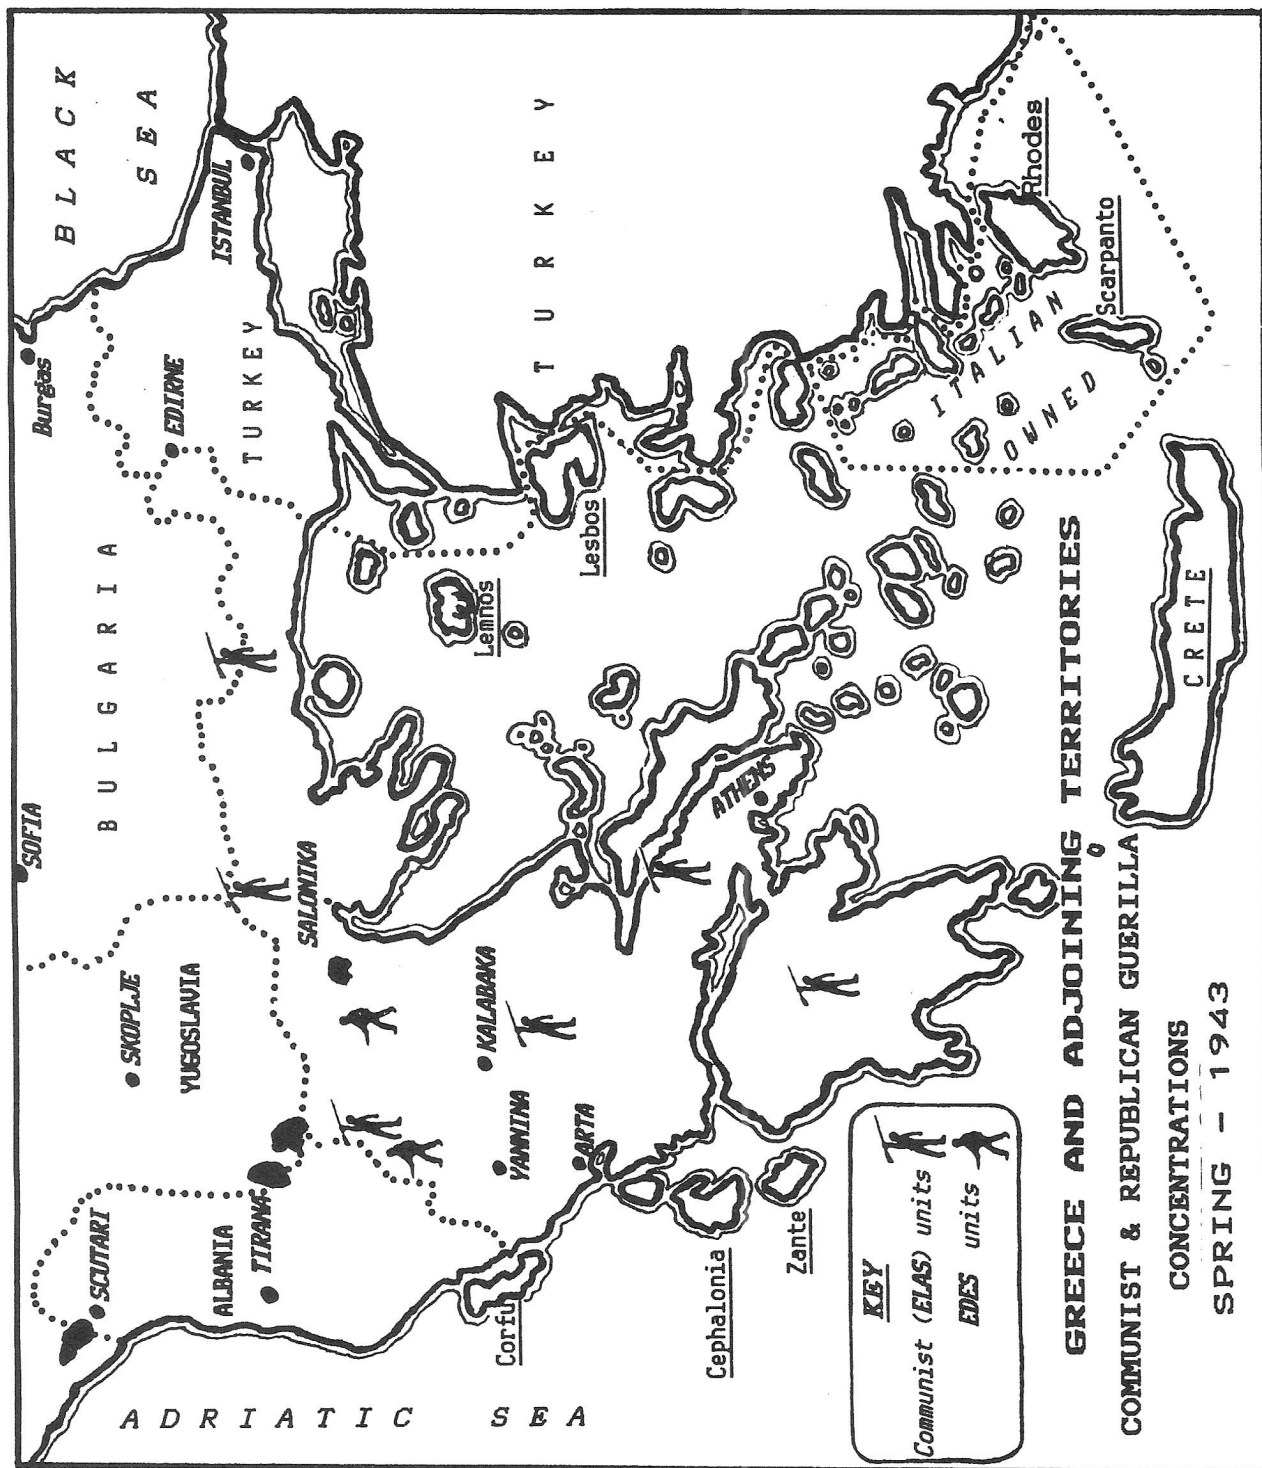 BLACK
SEA
Burgas
ISTANBUL
EDIRNE
TURKEY
TURKEY
BULGARIA
SOFIA
SKOPLJE
YUGOSLAVIA
SCUTARI
ALBANIA
TIRANA
SALONIKA
KALABAKA
YANNINA
ARTA
Lemnos
Lesbos
ATHENS
Rhodes
Scarpanto
ITALIAN
OWNED
CRETE
Corfu
Cephalonia
Zante
ADRIATIC SEA
KEY
Communist (ELAS) units
EDES units
GREECE AND ADJOINING TERRITORIES
COMMUNIST & REPUBLICAN GUERILLA
CONCENTRATIONS
SPRING - 1943